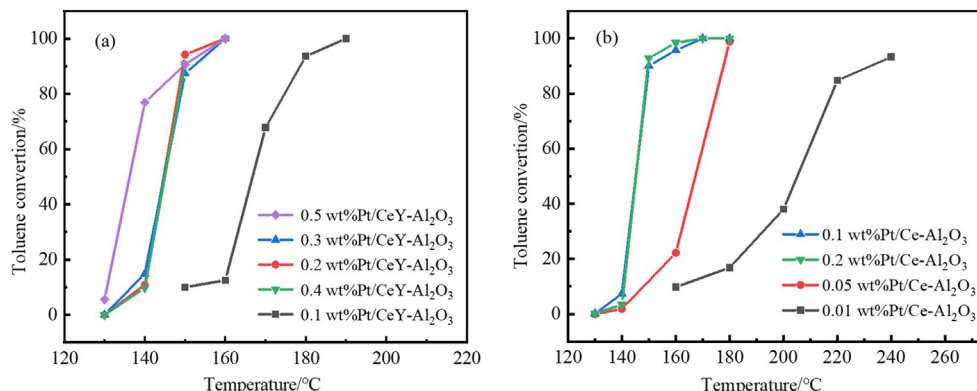 (a)
100
80
60
40
20
0
Toluene convertion/%
0.5 wt%Pt/CeY-Al₂O₃
0.3 wt%Pt/CeY-Al₂O₃
0.2 wt%Pt/CeY-Al₂O₃
0.4 wt%Pt/CeY-Al₂O₃
0.1 wt%Pt/CeY-Al₂O₃
120 140 160 180 200 220
Temperature/°C
(b)
100
80
60
40
20
0
Toluene convertion/%
0.1 wt%Pt/Ce-Al₂O₃
0.2 wt%Pt/Ce-Al₂O₃
0.05 wt%Pt/Ce-Al₂O₃
0.01 wt%Pt/Ce-Al₂O₃
120 140 160 180 200 220 240 260
Temperature/°C